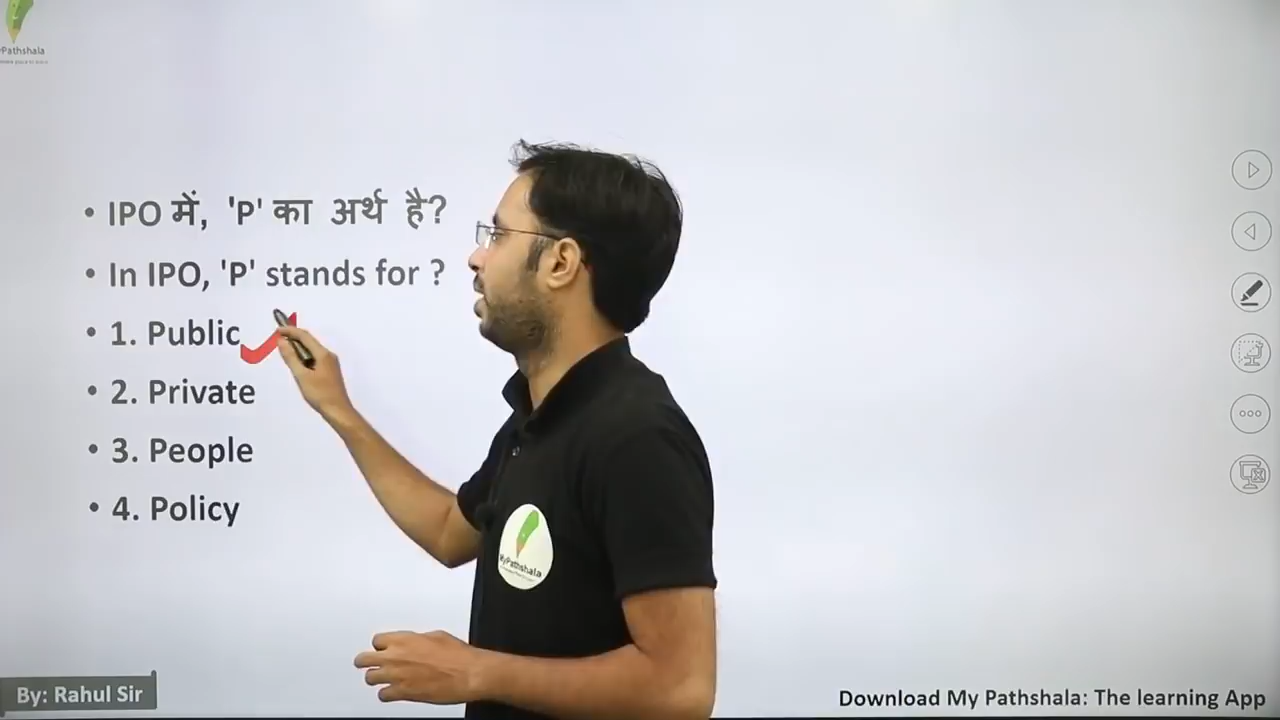 Pathshala
• IPO में, 'P' का अर्थ है?
• In IPO, 'P' stands for ?
• 1. Public
• 2. Private
• 3. People
• 4. Policy
MyPathshala
By: Rahul Sir
Download My Pathshala: The learning App